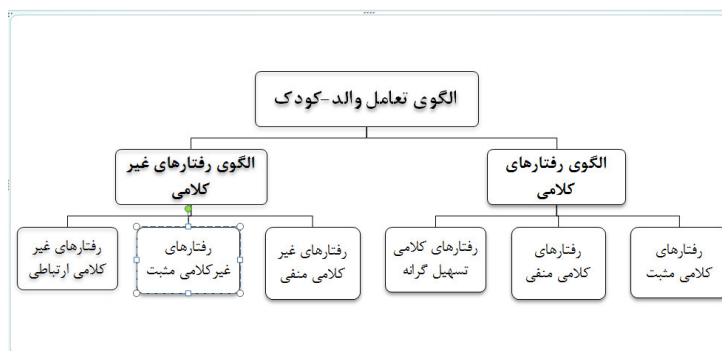 الگوی تعامل والد-کودک
الگوی رفتارهای
کلامی
الگوی رفتارهای غیر
کلامی
رفتارهای
کلامی مثبت
رفتارهای
کلامی منفی
رفتارهای کلامی
تسهیل گرانه
رفتارهای غیر
کلامی منفی
رفتارهای
غیرکلامی مثبت
رفتارهای غیر
کلامی ارتباطی